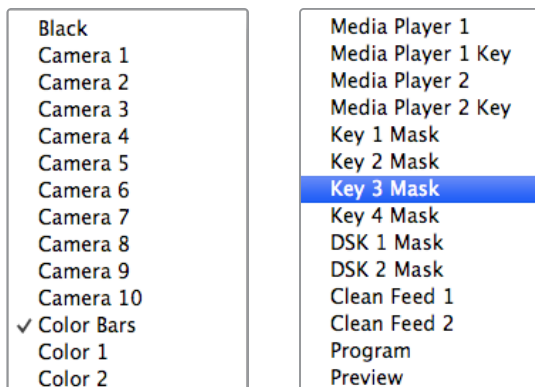 Black
Camera 1
Camera 2
Camera 3
Camera 4
Camera 5
Camera 6
Camera 7
Camera 8
Camera 9
Camera 10
✓ Color Bars
Color 1
Color 2
Media Player 1
Media Player 1 Key
Media Player 2
Media Player 2 Key
Key 1 Mask
Key 2 Mask
Key 3 Mask
Key 4 Mask
DSK 1 Mask
DSK 2 Mask
Clean Feed 1
Clean Feed 2
Program
Preview